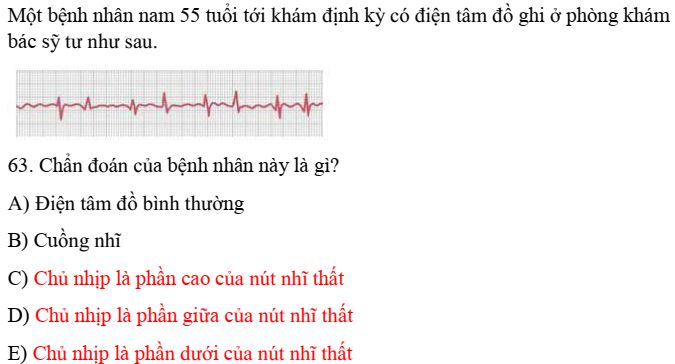 Một bệnh nhân nam 55 tuổi tới khám định kỳ có điện tâm đồ ghi ở phòng khám
bác sỹ tư như sau.
63. Chẩn đoán của bệnh nhân này là gì?
A) Điện tâm đồ bình thường
B) Cuồng nhĩ
C) Chủ nhịp là phần cao của nút nhĩ thất
D) Chủ nhịp là phần giữa của nút nhĩ thất
E) Chủ nhịp là phần dưới của nút nhĩ thất